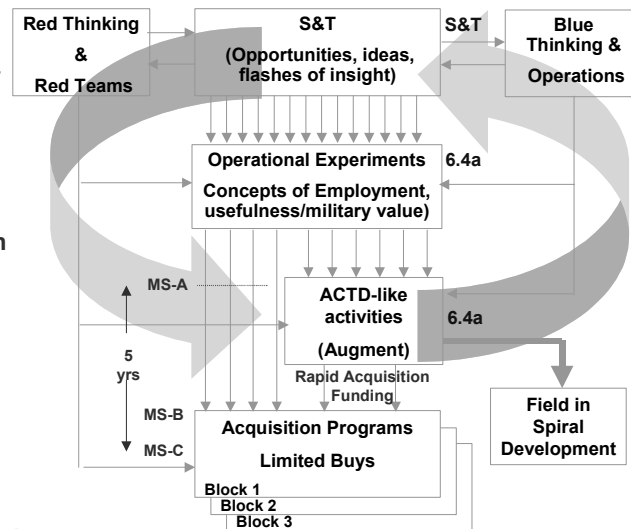 Red Thinking
&
Red Teams
S&T
(Opportunities, ideas,
flashes of insight)
S&T
Blue
Thinking &
Operations
Operational Experiments
Concepts of Employment,
usefulness/military value)
6.4a
MS-A
ACTD-like
activities
(Augment)
6.4a
5
yrs
Rapid Acquisition
Funding
MS-B
MS-C
Acquisition Programs
Limited Buys
Block 1
Block 2
Block 3
Field in
Spiral
Development